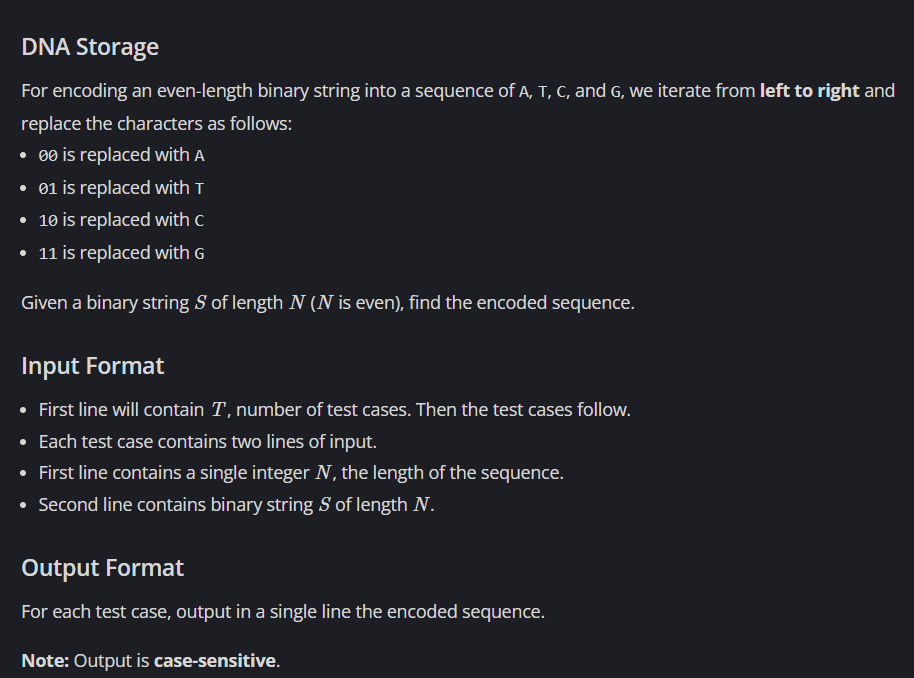 DNA Storage
For encoding an even-length binary string into a sequence of A, T, C, and G, we iterate from left to right and
replace the characters as follows:
• 00 is replaced with A
• 01 is replaced with T
• 10 is replaced with C
• 11 is replaced with G
Given a binary string S of length N (N is even), find the encoded sequence.
Input Format
• First line will contain T, number of test cases. Then the test cases follow.
• Each test case contains two lines of input.
• First line contains a single integer N, the length of the sequence.
• Second line contains binary string S of length N.
Output Format
For each test case, output in a single line the encoded sequence.
Note: Output is case-sensitive.